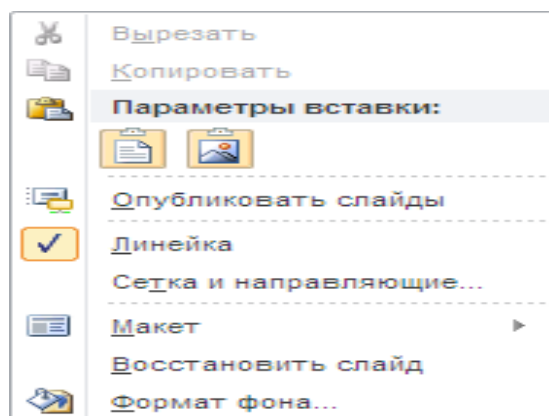 Вырезать
Копировать
Параметры вставки:
Опубликовать слайды
Линейка
Сетка и направляющие...
Макет
Восстановить слайд
Формат фона...